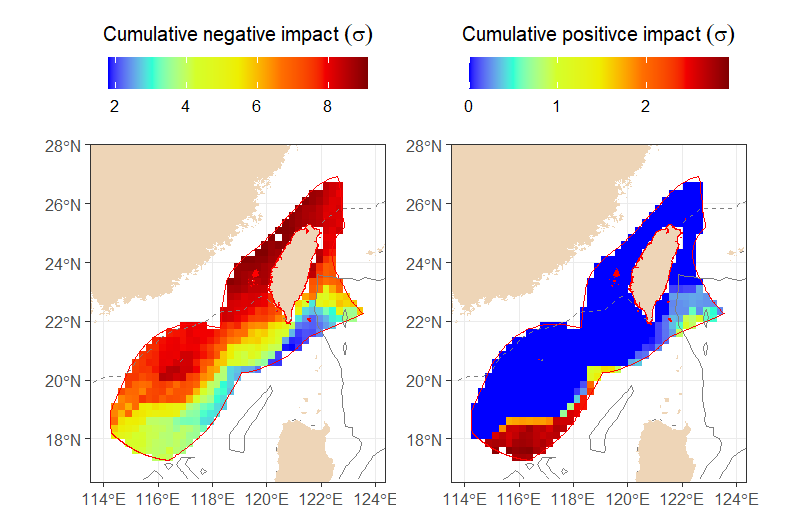 Cumulative negative impact (σ)
2 4 6 8
28°N
26°N
24°N
22°N
20°N
18°N
114°E 116°E 118°E 120°E 122°E 124°E
Cumulative positivce impact (σ)
0 1 2
28°N
26°N
24°N
22°N
20°N
18°N
114°E 116°E 118°E 120°E 122°E 124°E